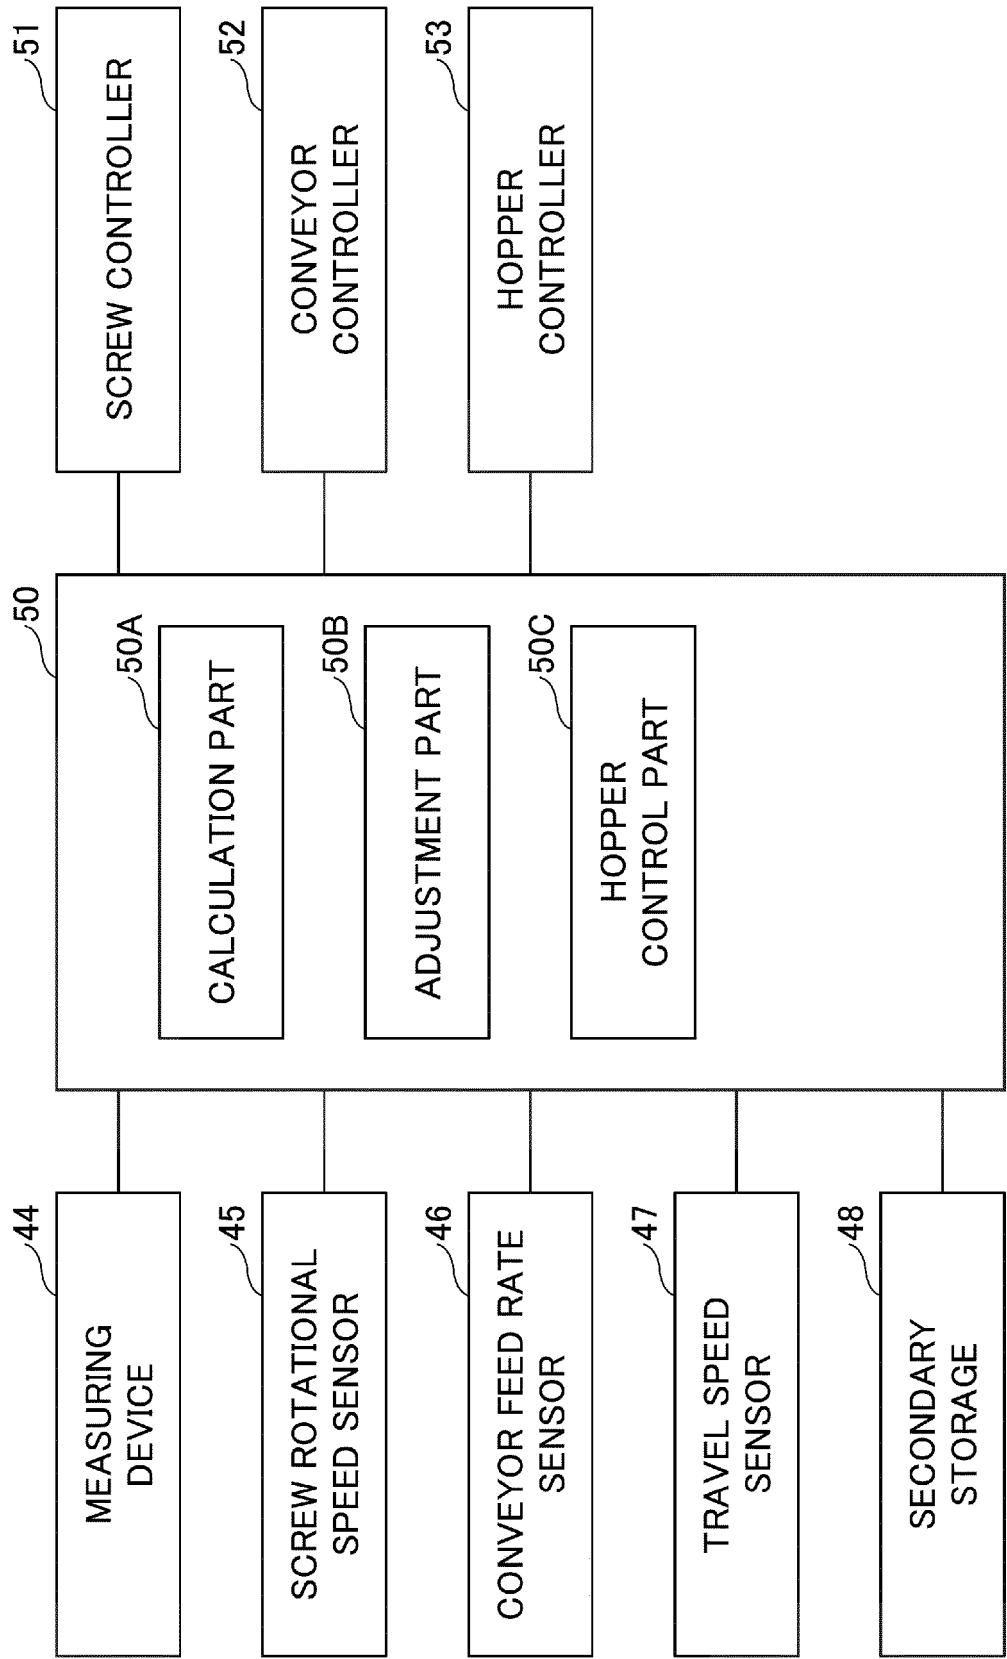 44
MEASURING
DEVICE
45
SCREW ROTATIONAL
SPEED SENSOR
46
CONVEYOR FEED RATE
SENSOR
47
TRAVEL SPEED
SENSOR
48
SECONDARY
STORAGE
50
50A
CALCULATION PART
50B
ADJUSTMENT PART
50C
HOPPER
CONTROL PART
51
SCREW CONTROLLER
52
CONVEYOR
CONTROLLER
53
HOPPER
CONTROLLER